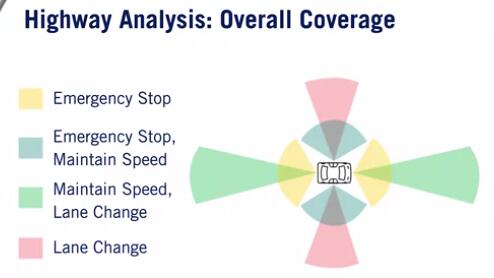 Highway Analysis: Overall Coverage
Emergency Stop
Emergency Stop,
Maintain Speed
Maintain Speed,
Lane Change
Lane Change